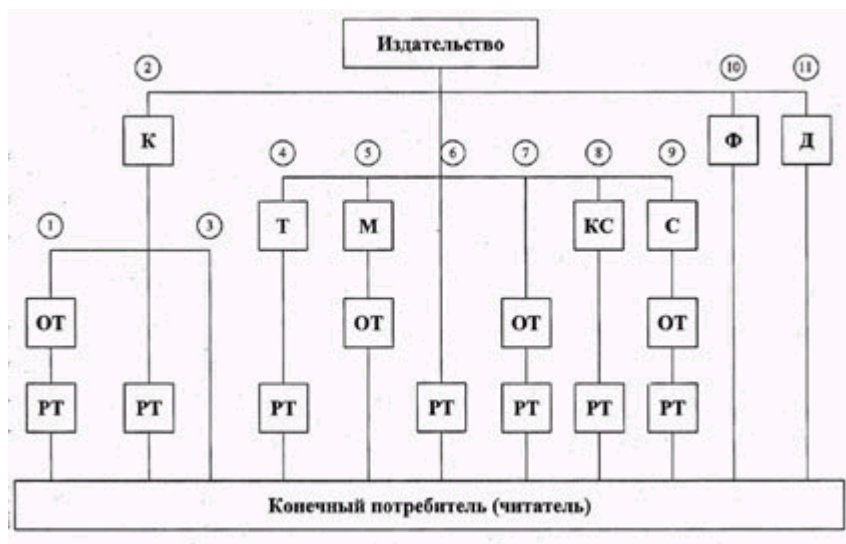 Издательство
2
10
11
К
Ф
Д
4
5
6
7
8
9
1
3
Т
М
КС
С
ОТ
ОТ
ОТ
ОТ
РТ
РТ
РТ
РТ
РТ
РТ
РТ
Конечный потребитель (читатель)